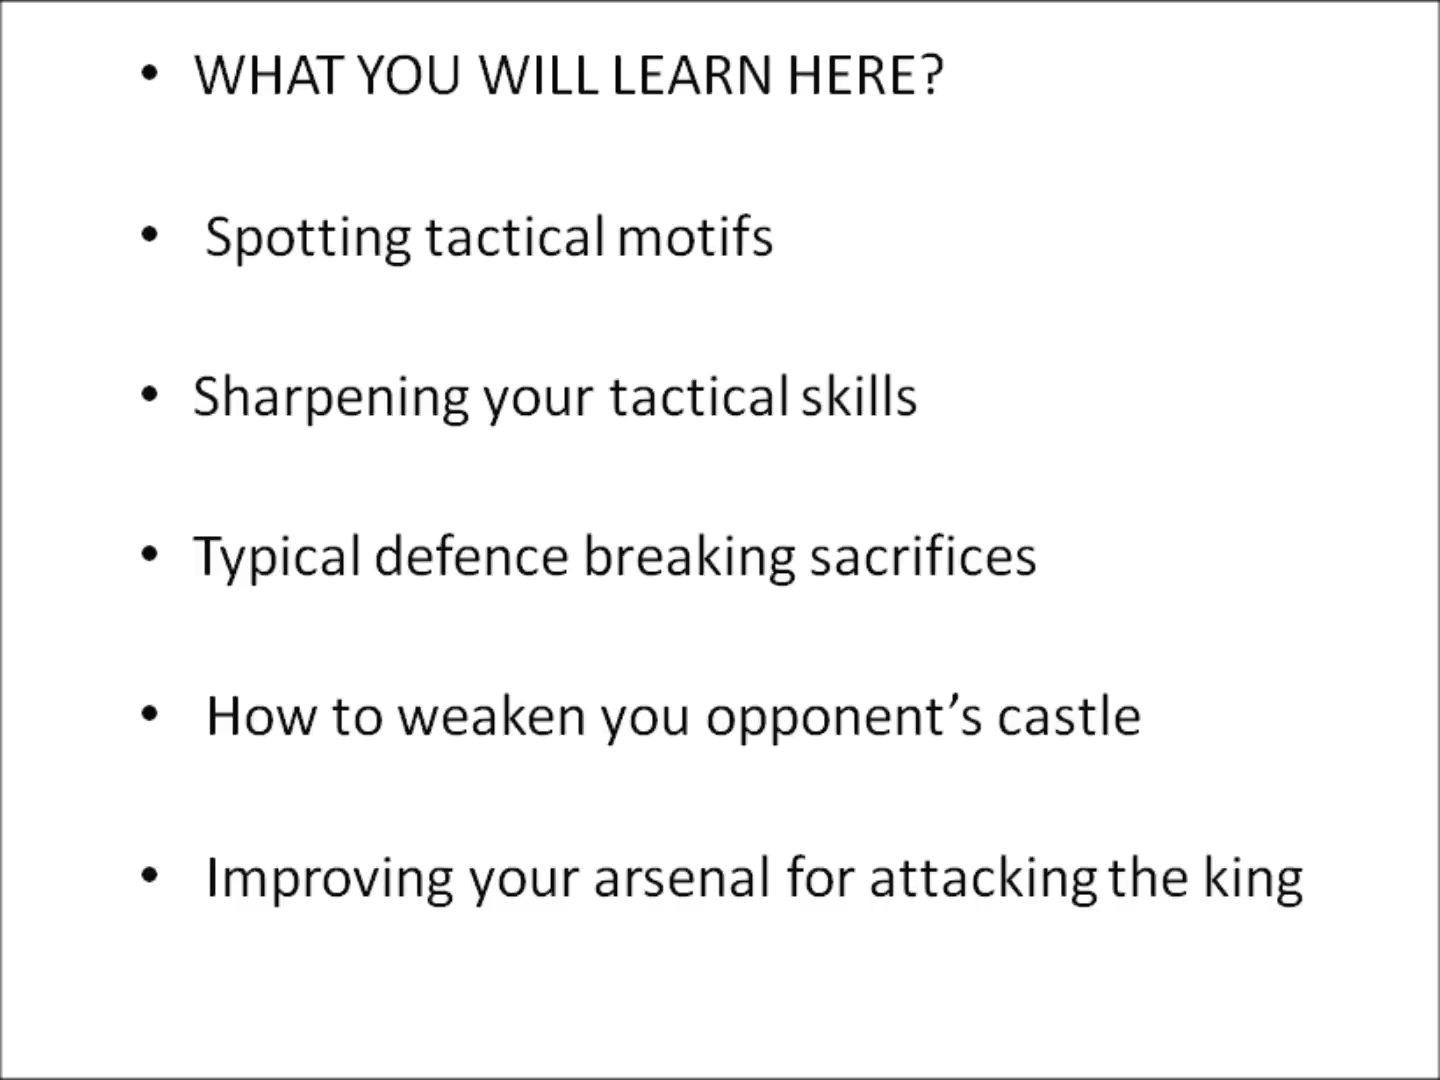 • WHAT YOU WILL LEARN HERE?
• Spotting tactical motifs
• Sharpening your tactical skills
• Typical defence breaking sacrifices
• How to weaken you opponent’s castle
• Improving your arsenal for attacking the king